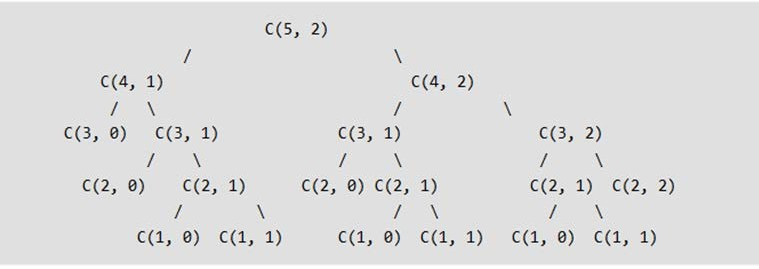 C(5, 2)
/ \
C(4, 1) C(4, 2)
/ \ / \
C(3, 0) C(3, 1) C(3, 1) C(3, 2)
/ \ / \ / \
C(2, 0) C(2, 1) C(2, 0) C(2, 1) C(2, 1) C(2, 2)
/ \ / \ / \
C(1, 0) C(1, 1) C(1, 0) C(1, 1) C(1, 0) C(1, 1)